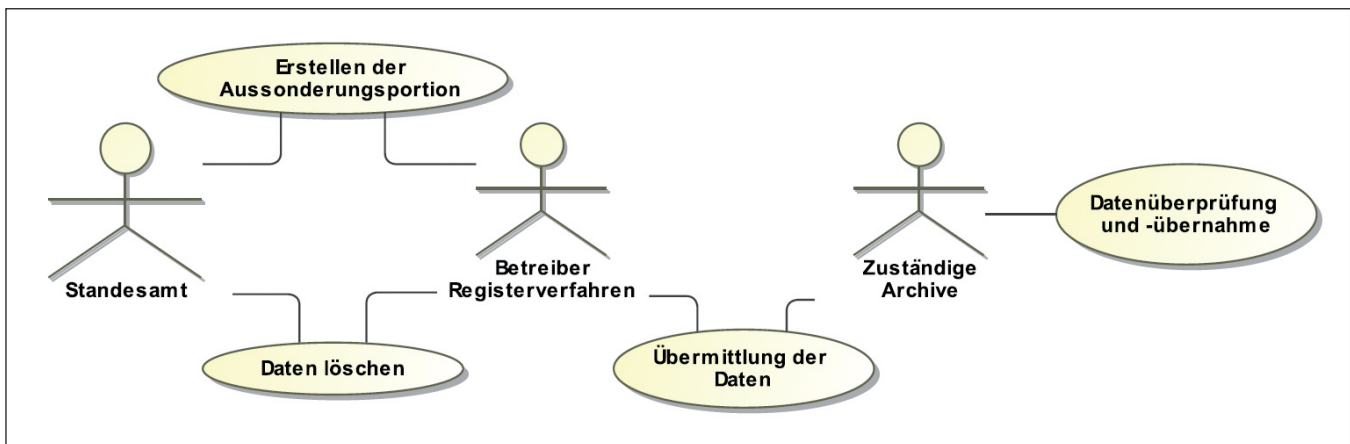 Erstellen der
Aussonderungsportion
Standesamt
Betreiber
Registerverfahren
Zuständige
Archive
Datenüberprüfung
und -übernahme
Daten löschen
Übermittlung der
Daten